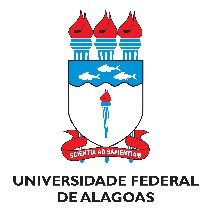 SCIENTIA AD SAPIENTIAM
UNIVERSIDADE FEDERAL
DE ALAGOAS